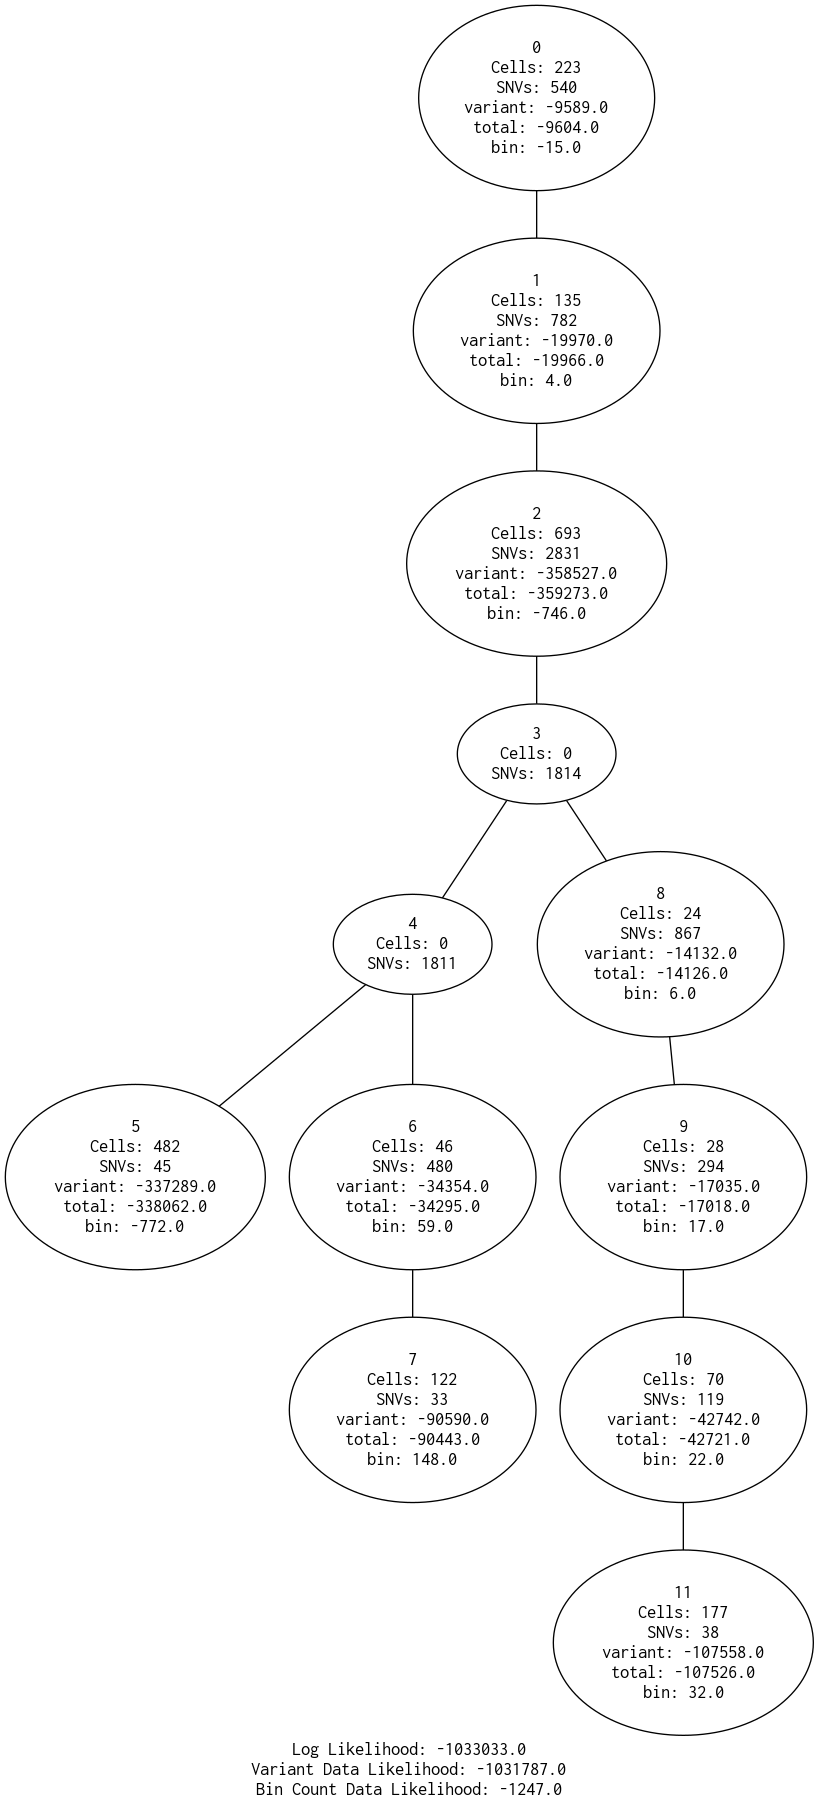 0
Cells: 223
SNVs: 540
variant: -9589.0
total: -9604.0
bin: -15.0
1
Cells: 135
SNVs: 782
variant: -19970.0
total: -19966.0
bin: 4.0
2
Cells: 693
SNVs: 2831
variant: -358527.0
total: -359273.0
bin: -746.0
3
Cells: 0
SNVs: 1814
4
Cells: 0
SNVs: 1811
8
Cells: 24
SNVs: 867
variant: -14132.0
total: -14126.0
bin: 6.0
5
Cells: 482
SNVs: 45
variant: -337289.0
total: -338062.0
bin: -772.0
6
Cells: 46
SNVs: 480
variant: -34354.0
total: -34295.0
bin: 59.0
9
Cells: 28
SNVs: 294
variant: -17035.0
total: -17018.0
bin: 17.0
7
Cells: 122
SNVs: 33
variant: -90590.0
total: -90443.0
bin: 148.0
10
Cells: 70
SNVs: 119
variant: -42742.0
total: -42721.0
bin: 22.0
11
Cells: 177
SNVs: 38
variant: -107558.0
total: -107526.0
bin: 32.0
Log Likelihood: -1033033.0
Variant Data Likelihood: -1031787.0
Bin Count Data Likelihood: -1247.0